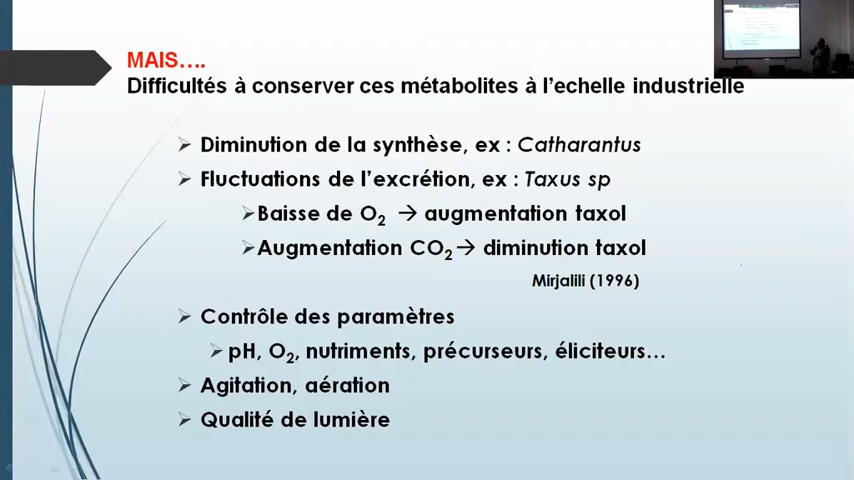 MAIS….
Difficultés à conserver ces métabolites à l’echelle industrielle
Diminution de la synthèse, ex : Catharantus
Fluctuations de l’excrétion, ex : Taxus sp
Baisse de O2 → augmentation taxol
Augmentation CO2 → diminution taxol
Mirjalili (1996)
Contrôle des paramètres
pH, O2, nutriments, précurseurs, éliciteurs…
Agitation, aération
Qualité de lumière